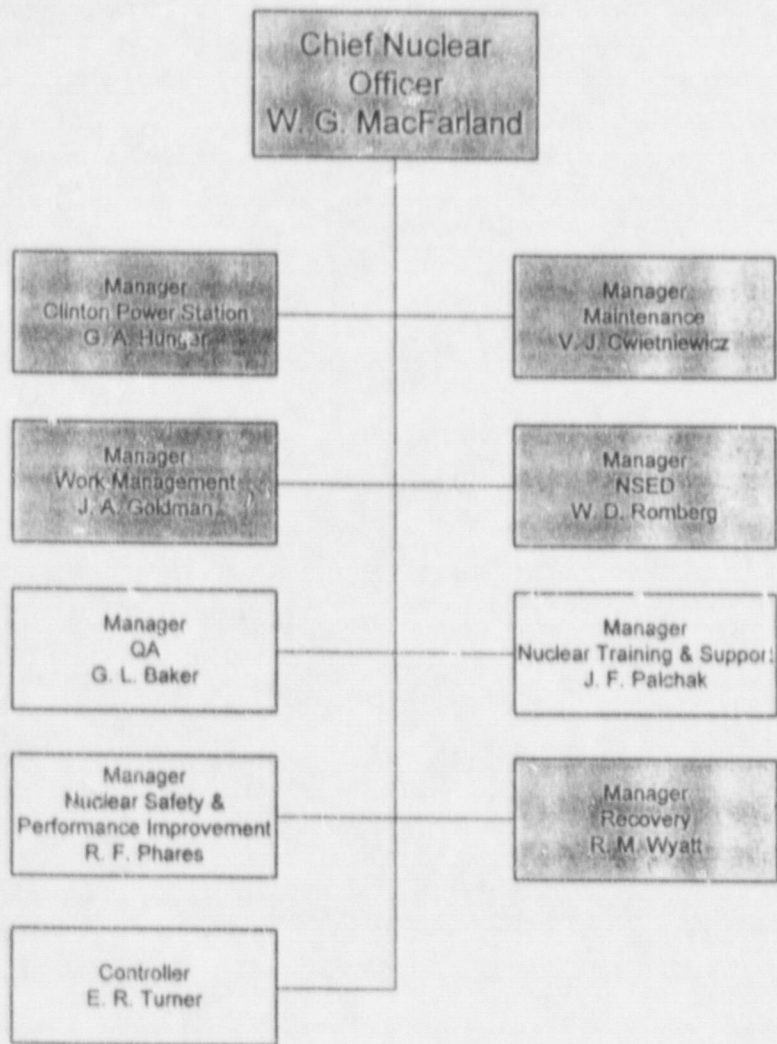 Chief Nuclear
Officer
W. G. MacFarland
Manager
Clinton Power Station
G. A. Hunger
Manager
Maintenance
V. J. Cwietniewicz
Manager
Work Management
J. A. Goldman
Manager
NSED
W. D. Romberg
Manager
QA
G. L. Baker
Manager
Nuclear Training & Support
J. F. Palchak
Manager
Nuclear Safety &
Performance Improvement
R. F. Phares
Manager
Recovery
R. M. Wyatt
Controller
E. R. Turner